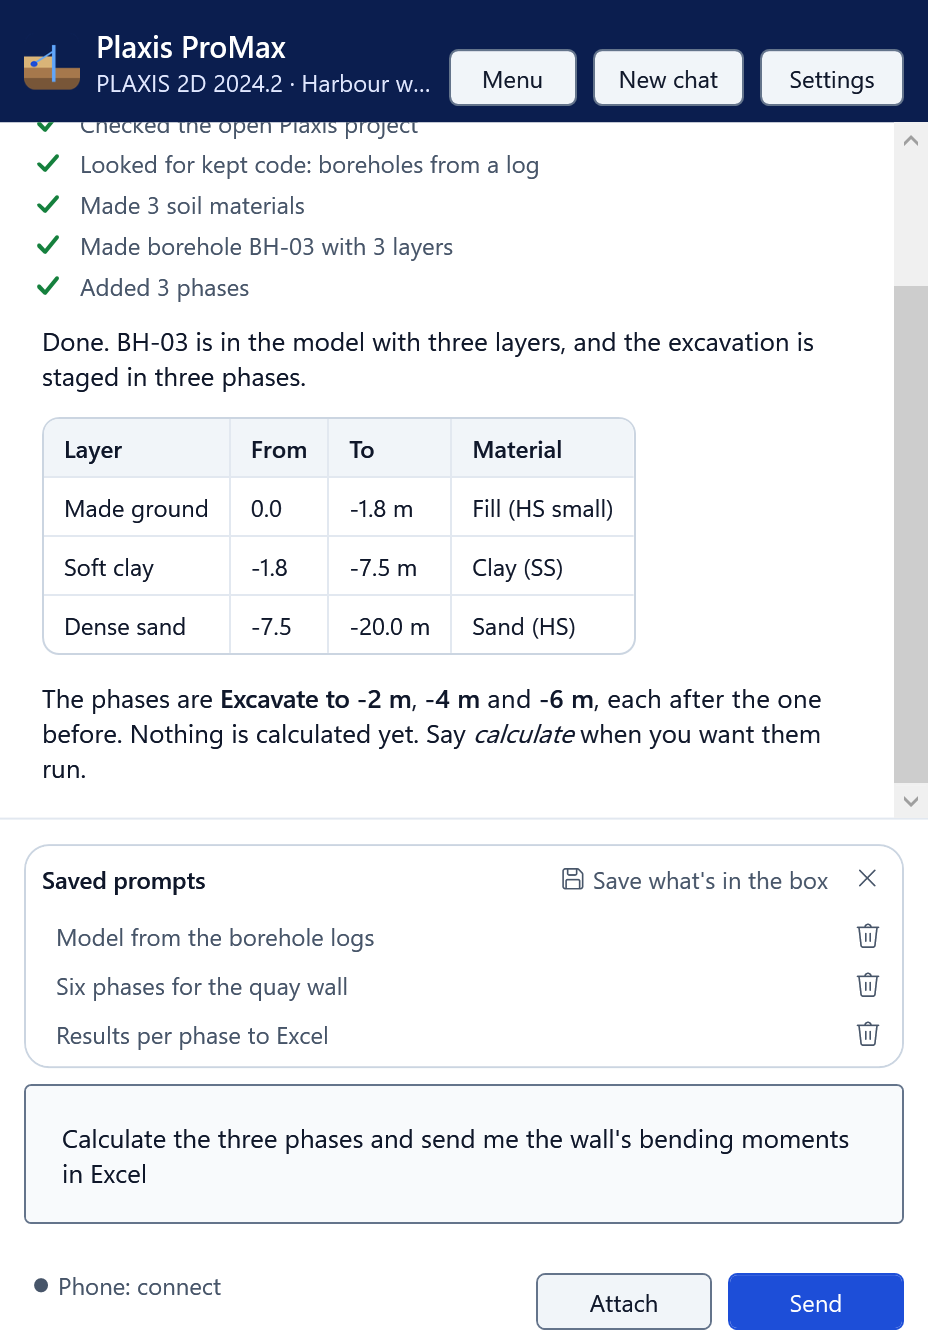 Plaxis ProMax
PLAXIS 2D 2024.2 · Harbour w...
Menu
New chat
Settings
Checked the open Plaxis project
Looked for kept code: boreholes from a log
Made 3 soil materials
Made borehole BH-03 with 3 layers
Added 3 phases
Done. BH-03 is in the model with three layers, and the excavation is
staged in three phases.
Layer From To Material
Made ground 0.0 -1.8 m Fill (HS small)
Soft clay -1.8 -7.5 m Clay (SS)
Dense sand -7.5 -20.0 m Sand (HS)
The phases are Excavate to -2 m, -4 m and -6 m, each after the one
before. Nothing is calculated yet. Say calculate when you want them
run.
Saved prompts
Save what's in the box
Model from the borehole logs
Six phases for the quay wall
Results per phase to Excel
Calculate the three phases and send me the wall's bending moments
in Excel
Phone: connect
Attach
Send